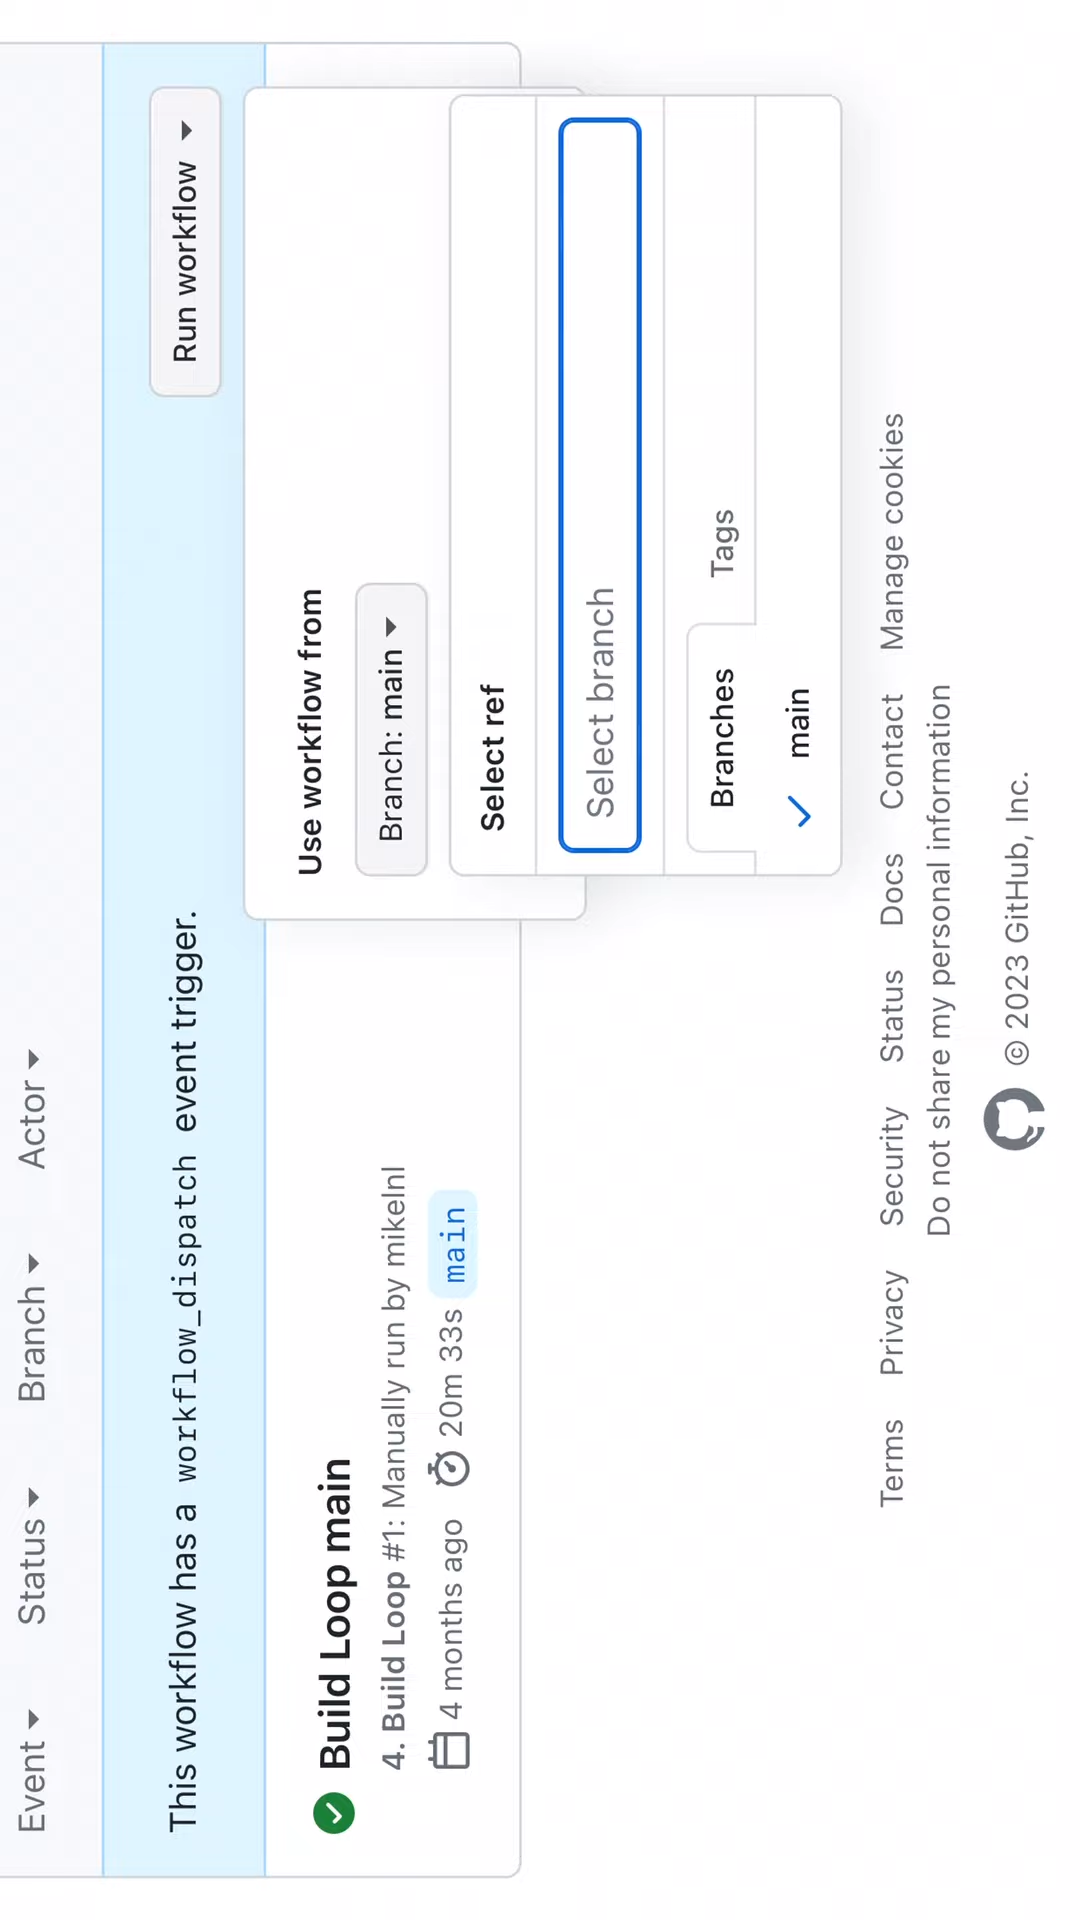 Event Status Branch Actor
This workflow has a workflow_dispatch event trigger.
Run workflow
Use workflow from
Branch: main
Select ref
Select branch
Branches Tags
main
Build Loop main
4. Build Loop #1: Manually run by mikelnl
4 months ago 20m 33s main
Terms Privacy Security Status Docs Contact Manage cookies
Do not share my personal information
© 2023 GitHub, Inc.